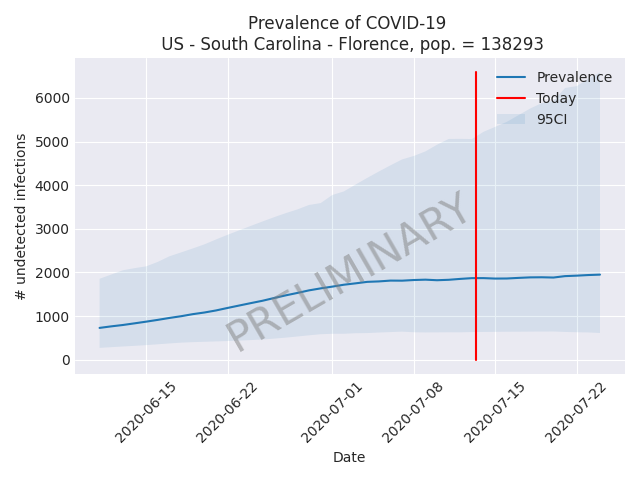 Prevalence of COVID-19
US - South Carolina - Florence, pop. = 138293
Prevalence
Today
95CI
6000
5000
4000
3000
2000
1000
0
# undetected infections
PRELIMINARY
2020-06-15
2020-06-22
2020-07-01
2020-07-08
2020-07-15
2020-07-22
Date